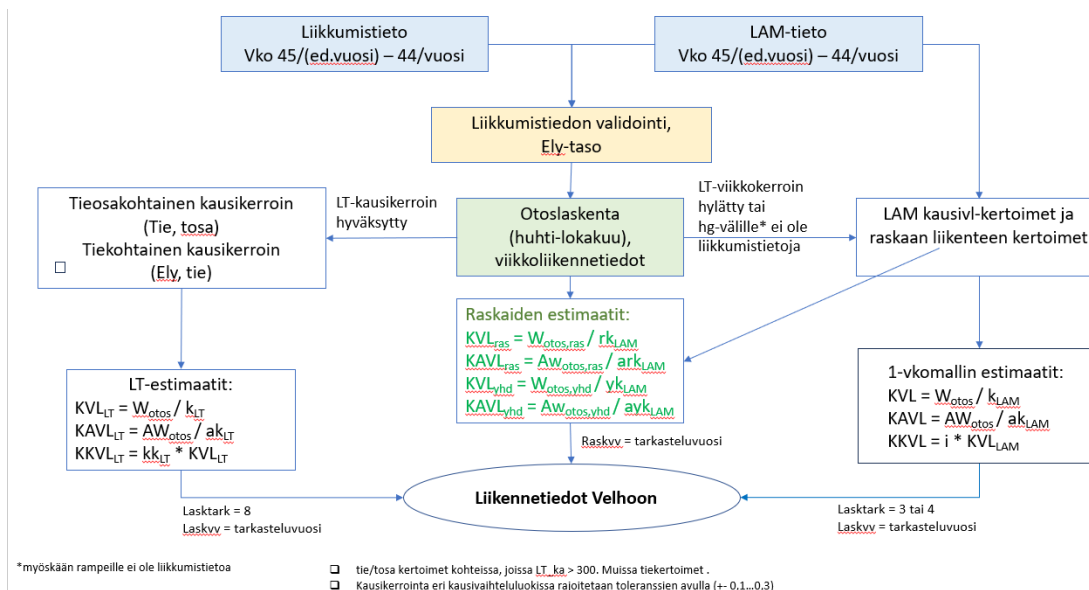 Liikkumistieto
Vko 45/(ed.vuosi) – 44/vuosi
LAM-tieto
Vko 45/(ed.vuosi) – 44/vuosi
Liikkumistiedon validointi,
Ely-taso
Tieosakohtainen kausikerroin
(Tie, tosa)
Tiekohtainen kausikerroin
(Ely, tie)
LT-kausikerroin
hyväksytty
Otoslaskenta
(huhti-lokakuu),
viikkoliikennetiedot
LT-viikkokerroin
hylätty tai
hg-välille* ei ole
liikkumistietoja
LAM kausivl-kertoimet ja
raskaan liikenteen kertoimet
Raskaiden estimaatit:
KVLras = Wotos,ras / rkLAM
KAVLras = Awotos,ras / arkLAM
KVLyhd = Wotos,yhd / ykLAM
KAVLyhd = Awotos,yhd / aykLAM
LT-estimaatit:
KVLLT = Wotos / kLT
KAVLLT = AWotos / akLT
KKVLLT = kkLT * KVLLT
1-vkomallin estimaatit:
KVL = Wotos / kLAM
KAVL = AWotos / akLAM
KKVL = i * KVLLAM
Raskvv = tarkasteluvuosi
Liikennetiedot Velhoon
Lasktark = 8
Laskvv = tarkasteluvuosi
Lasktark = 3 tai 4
Laskvv = tarkasteluvuosi
*myöskään rampeille ei ole liikkumistietoa
tie/tosa kertoimet kohteissa, joissa LT_ka > 300. Muissa tiekertoimet .
Kausikerrointa eri kausivaihteluluokissa rajoitetaan toleranssien avulla (+- 0,1...0,3)